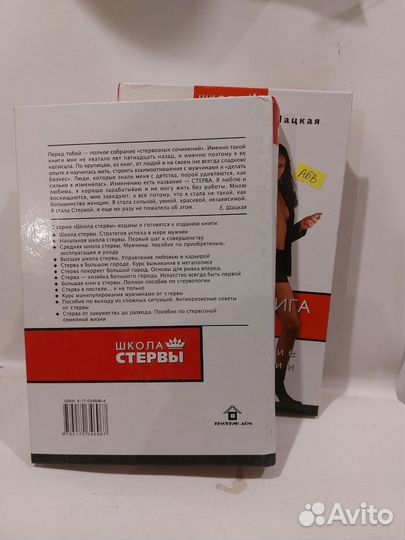 Перед тобой — полное собрание «стервозных сочинений». Именно такой
книги мне не хватало лет пятнадцать назад, и именно поэтому я ее
написала. По крупицам, из книг, от людей и на своем (не всегда сладком)
опыте я научилась жить, строить взаимоотношения с мужчинами и «делать
бизнес». Люди, которые знали меня с детства, порой удивляются, как
сильно я изменилась. Изменению есть название — СТЕРВА. Я люблю и
любима, я хорошо зарабатываю и не могу жить без работы. Мною
восхищаются, мне завидуют, а все потому, что я стала не такой, как
большинство женщин. Я стала сильной, умной, красивой, независимой.
Я стала Стервой, и еще ни разу не пожалела об этом.
Е. Шацкая
В серии «Школа стервы» изданы и готовятся к изданию книги:
Школа стервы. Стратегия успеха в мире мужчин
Начальная школа стервы. Первый шаг к совершенству
Средняя школа стервы. Мужчины: пособие по приобретению,
эксплуатации и уходу
Высшая школа стервы. Управление любовью и карьерой
Стерва в большом городе. Курс выживания в мегаполисе
Стерва покоряет большой город. Основы для рывка вперед
Стерва — хозяйка большого города. Искусство всегда быть первой
Большая книга стервы. Полное пособие по стервологии
Стерва в постели... и не только
Курс манипулирования мужчинами от стервы
Пособие по выходу из сложных ситуаций. Антикризисные советы
от стервы
Стерва от замужества до развода. Пособие по стервозной
семейной жизни
ШКОЛА
СТЕРВЫ
Шацкая
АБВ
ИГА
Avito